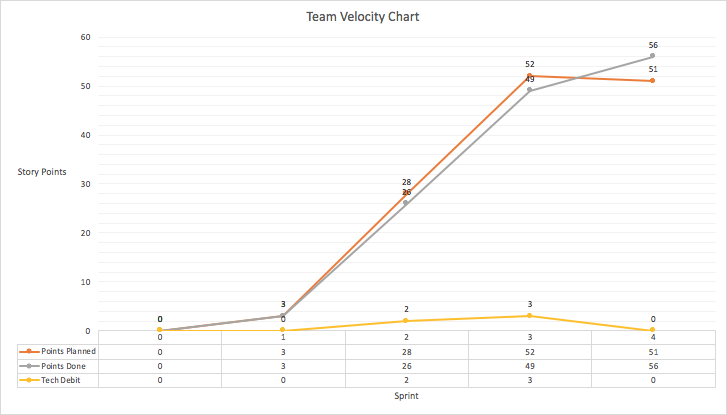 Team Velocity Chart
60
56
52
51
50
49
40
Story Points
30
28
26
20
10
3
3
2
0
0
0
0
0
0 1 2 3 4
Points Planned 0 3 28 52 51
Points Done 0 3 26 49 56
Tech Debit 0 0 2 3 0
Sprint